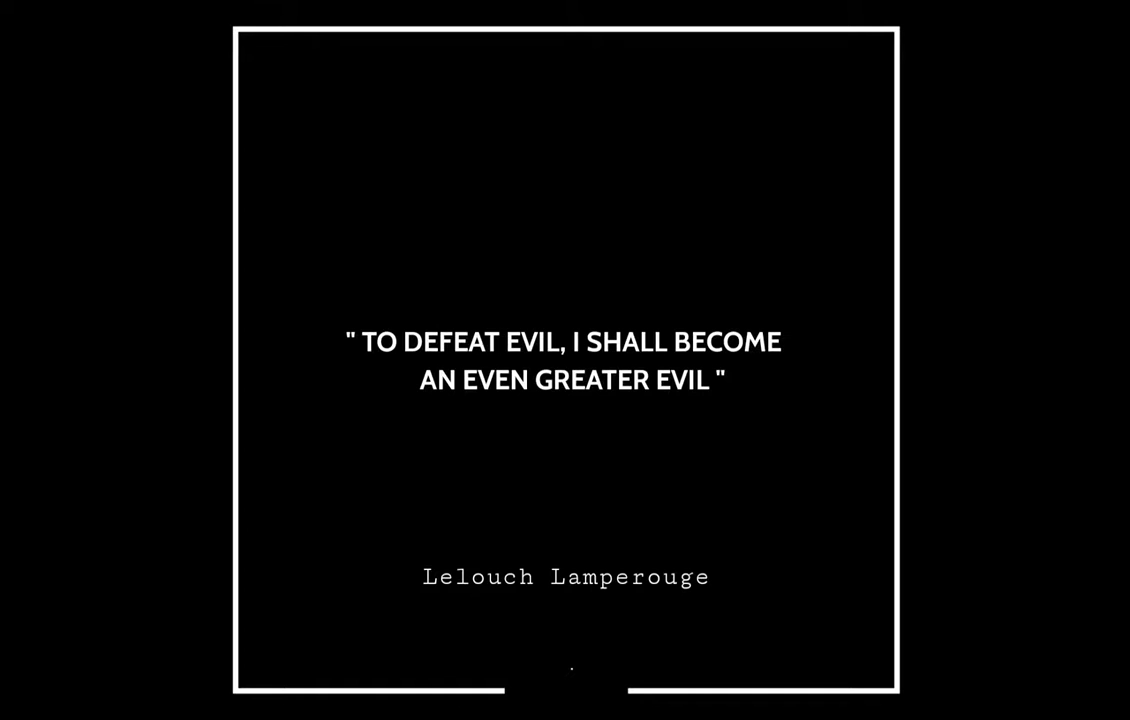 " TO DEFEAT EVIL, I SHALL BECOME
AN EVEN GREATER EVIL "
Lelouch Lamperouge
.